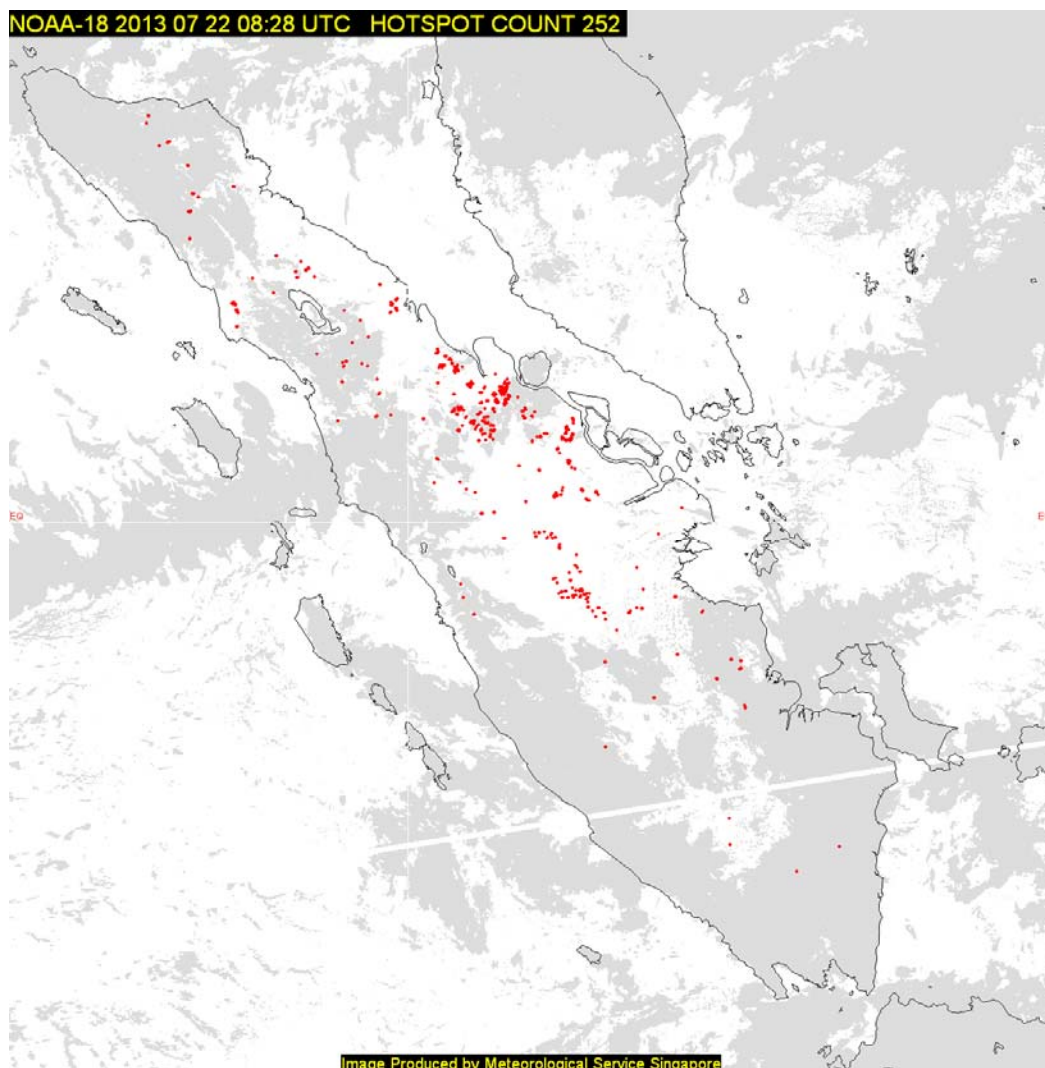 NOAA-18 2013 07 22 08:28 UTC HOTSPOT COUNT 252
EQ
E
Image Produced by Meteorological Service Singapore